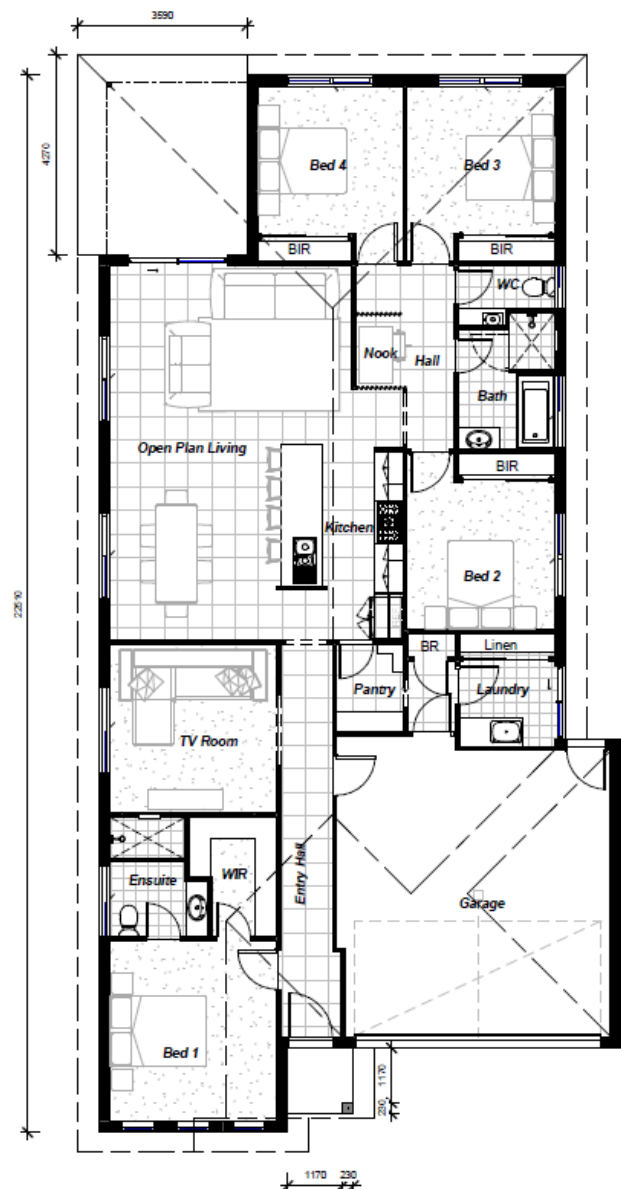 3590
4270
22510
Bed 4
Bed 3
BIR
BIR
WC
Nook
Hall
Bath
Open Plan Living
BIR
Kitchen
Bed 2
BR
Linen
Pantry
Laundry
TV Room
Entry Hall
WIR
Ensuite
Garage
Bed 1
1170
230
1170
230